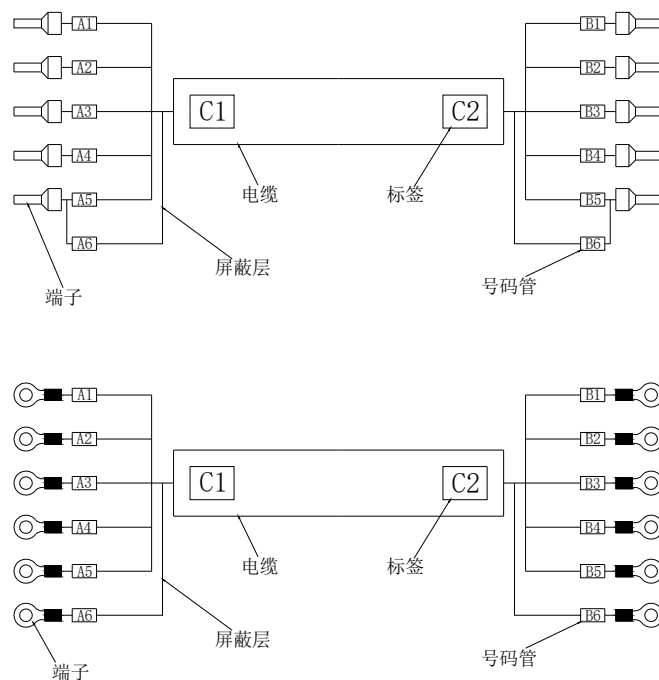 A1 B1
A2 B2
A3 C1 C2 B3
A4 B4
电缆 标签
A5 B5
A6 B6
屏蔽层
端子 号码管
A1 B1
A2 B2
A3 C1 C2 B3
A4 B4
电缆 标签
A5 B5
A6 B6
屏蔽层
号码管
端子